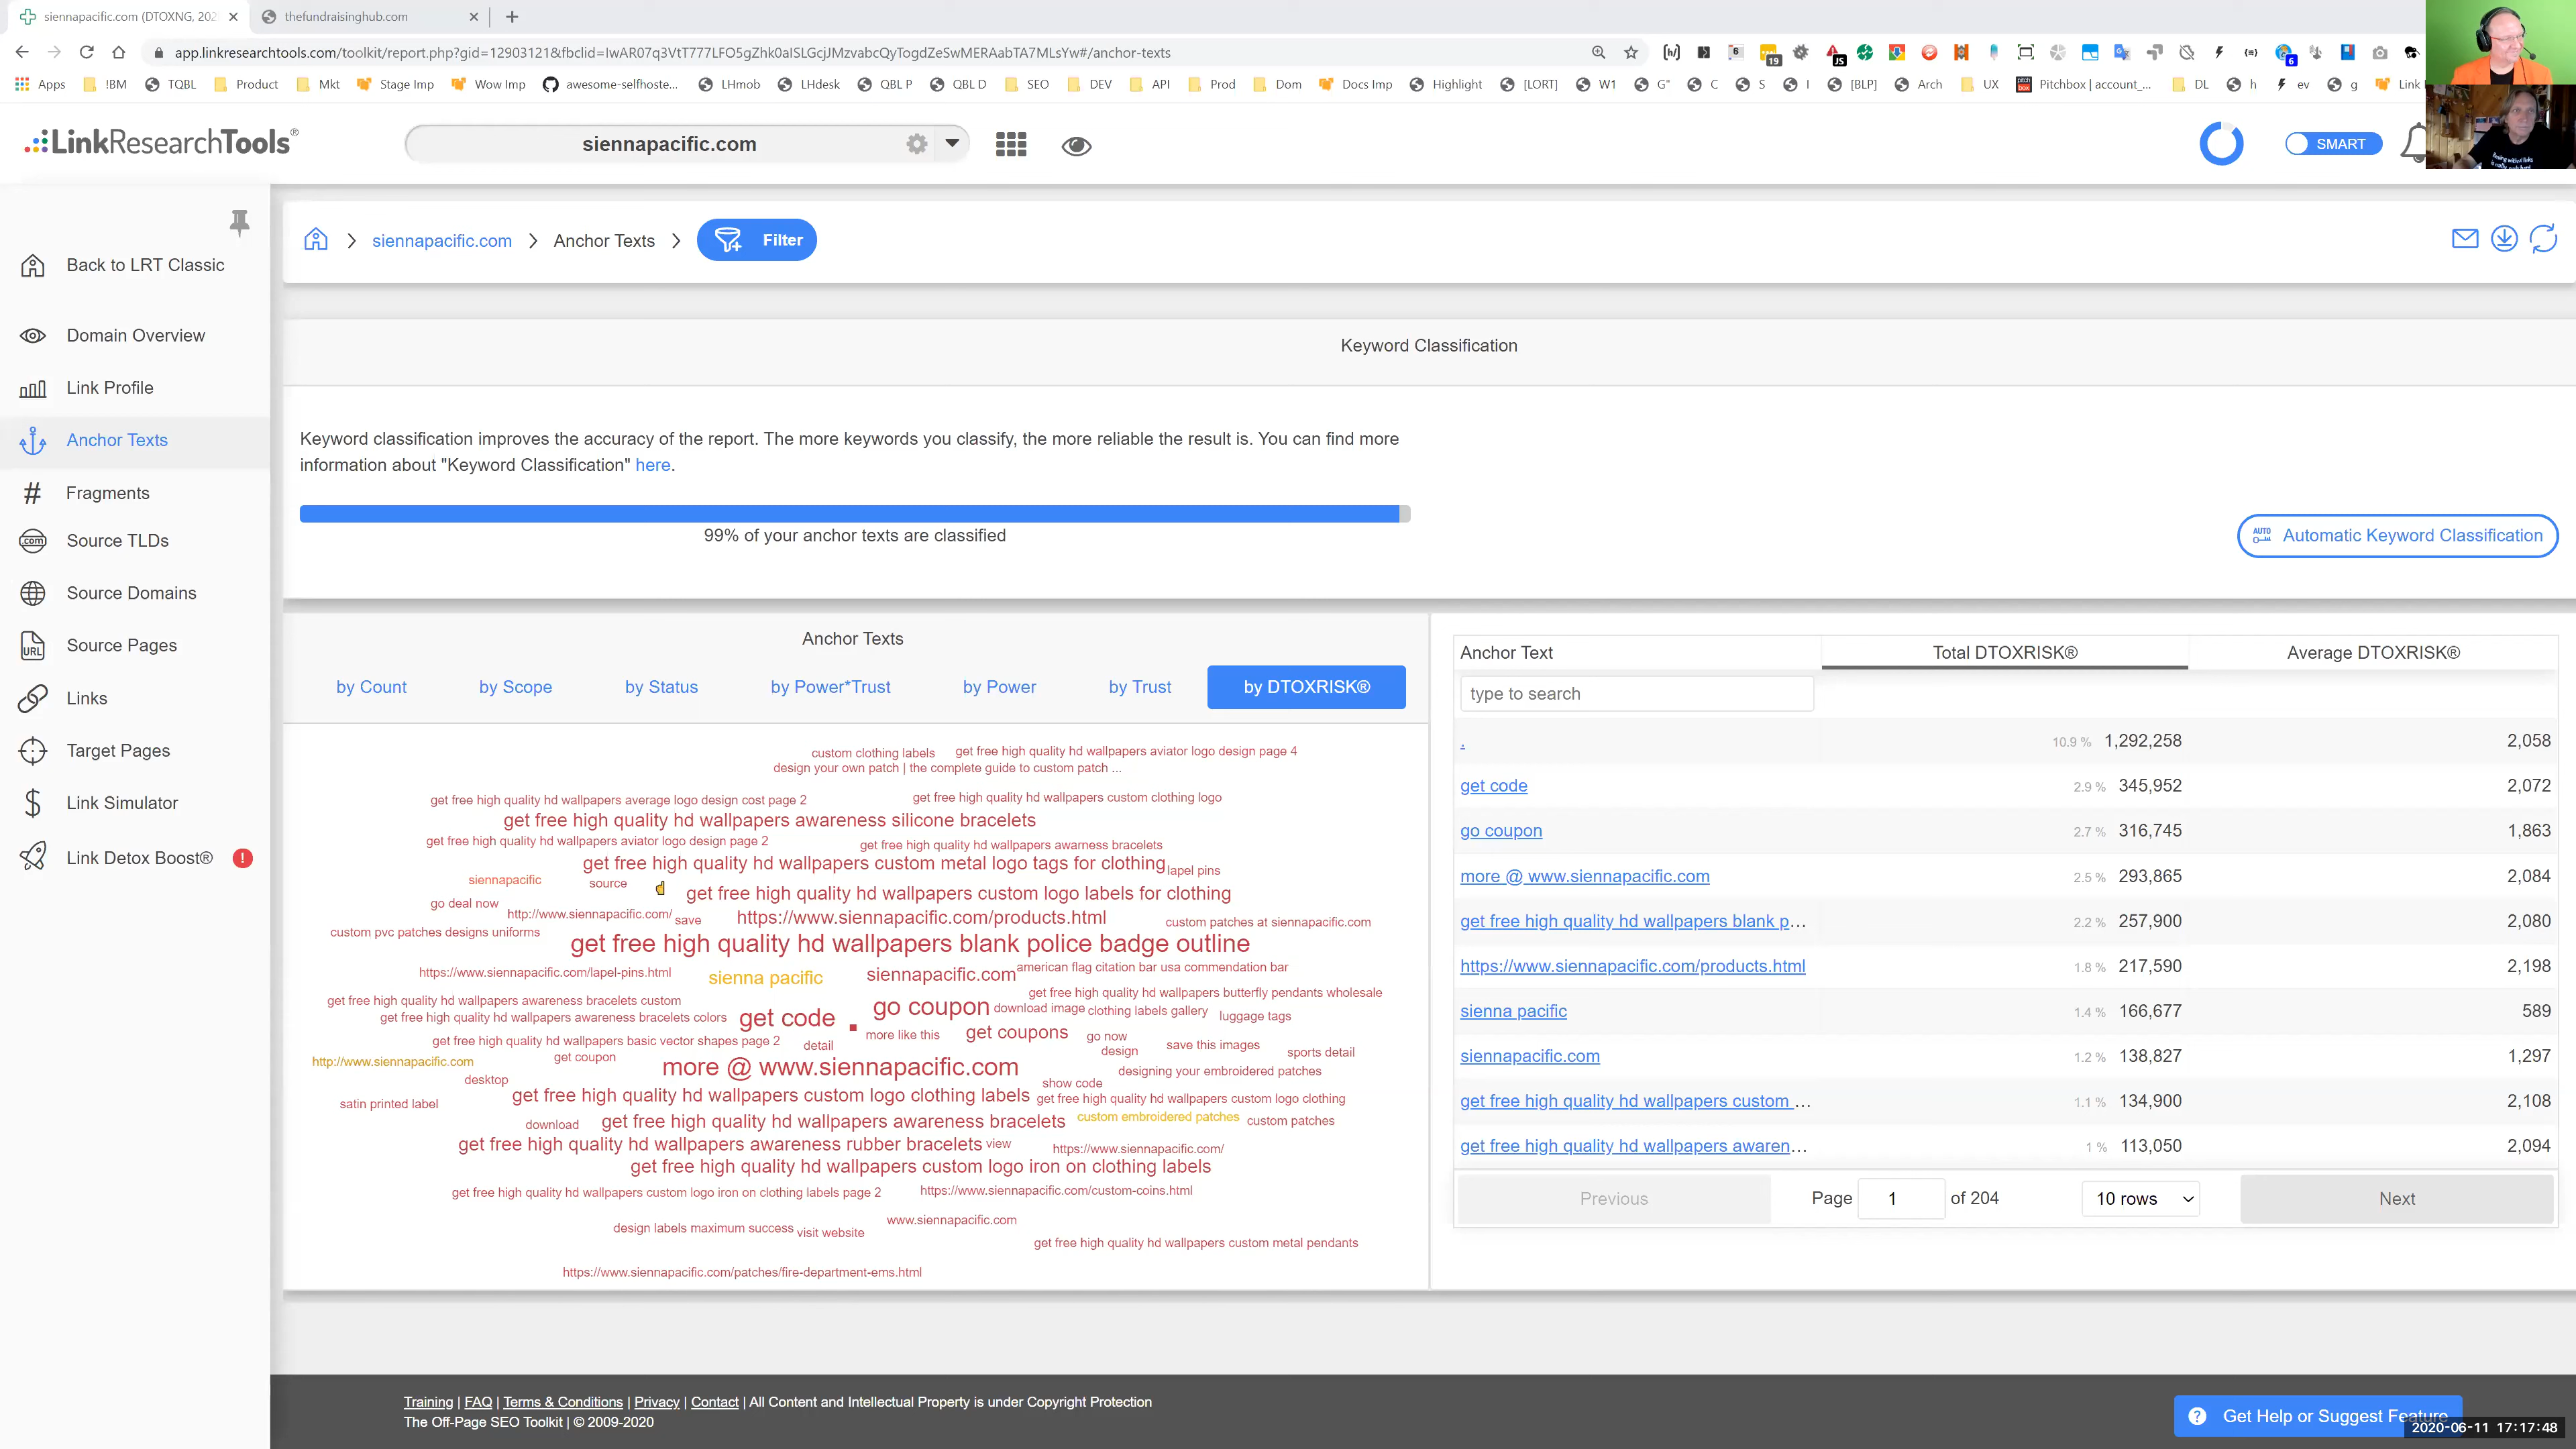 siennapacific.com (DTOXNG, 202
thefundraisinghub.com
app.linkresearchtools.com/toolkit/report.php?gid=12903121&fbclid=IwAR07q3VtT777LFO5gZhk0aISLGcjJMzvabcQyTogdZeSwMERAabTA7MLsYw#/anchor-texts
Apps !BM TQBL Product Mkt Stage Imp Wow Imp awesome-selfhoste... LHmob LHdesk QBL P QBL D SEO DEV API Prod Dom Docs Imp Highlight [LORT] W1 G" C S I [BLP] Arch UX Pitchbox | account_... DL h ev g Link
LinkResearchTools®
siennapacific.com
SMART
Back to LRT Classic
Domain Overview
Link Profile
Anchor Texts
Fragments
Source TLDs
Source Domains
Source Pages
Links
Target Pages
Link Simulator
Link Detox Boost®
siennapacific.com
Anchor Texts
Filter
Keyword Classification
Keyword classification improves the accuracy of the report. The more keywords you classify, the more reliable the result is. You can find more
information about "Keyword Classification" here.
99% of your anchor texts are classified
AUTO Automatic Keyword Classification
Anchor Texts
by Count by Scope by Status by Power*Trust by Power by Trust by DTOXRISK®
custom clothing labels
get free high quality hd wallpapers aviator logo design page 4
design your own patch | the complete guide to custom patch ...
get free high quality hd wallpapers average logo design cost page 2
get free high quality hd wallpapers custom clothing logo
get free high quality hd wallpapers awareness silicone bracelets
get free high quality hd wallpapers aviator logo design page 2
get free high quality hd wallpapers awarness bracelets
get free high quality hd wallpapers custom metal logo tags for clothing
lapel pins
siennapacific
source
get free high quality hd wallpapers custom logo labels for clothing
go deal now
http://www.siennapacific.com/
save
https://www.siennapacific.com/products.html
custom patches at siennapacific.com
custom pvc patches designs uniforms
get free high quality hd wallpapers blank police badge outline
https://www.siennapacific.com/lapel-pins.html
sienna pacific
siennapacific.com
american flag citation bar usa commendation bar
get free high quality hd wallpapers awareness bracelets custom
get free high quality hd wallpapers butterfly pendants wholesale
go coupon
download image
clothing labels gallery
luggage tags
get free high quality hd wallpapers awareness bracelets colors
get code
.
more like this
get coupons
go now
get free high quality hd wallpapers basic vector shapes page 2
detail
design
save this images
sports detail
http://www.siennapacific.com
get coupon
more @ www.siennapacific.com
designing your embroidered patches
desktop
show code
satin printed label
get free high quality hd wallpapers custom logo clothing labels
get free high quality hd wallpapers custom logo clothing
download
get free high quality hd wallpapers awareness bracelets
custom embroidered patches
custom patches
get free high quality hd wallpapers awareness rubber bracelets
view
https://www.siennapacific.com/
get free high quality hd wallpapers custom logo iron on clothing labels
get free high quality hd wallpapers custom logo iron on clothing labels page 2
https://www.siennapacific.com/custom-coins.html
design labels maximum success
visit website
www.siennapacific.com
get free high quality hd wallpapers custom metal pendants
https://www.siennapacific.com/patches/fire-department-ems.html
Anchor Text Total DTOXRISK® Average DTOXRISK®
type to search
. 10.9 % 1,292,258 2,058
get code 2.9 % 345,952 2,072
go coupon 2.7 % 316,745 1,863
more @ www.siennapacific.com 2.5 % 293,865 2,084
get free high quality hd wallpapers blank p... 2.2 % 257,900 2,080
https://www.siennapacific.com/products.html 1.8 % 217,590 2,198
sienna pacific 1.4 % 166,677 589
siennapacific.com 1.2 % 138,827 1,297
get free high quality hd wallpapers custom ... 1.1 % 134,900 2,108
get free high quality hd wallpapers awaren... 1 % 113,050 2,094
Previous Page 1 of 204 10 rows Next
Training | FAQ | Terms & Conditions | Privacy | Contact | All Content and Intellectual Property is under Copyright Protection
The Off-Page SEO Toolkit | © 2009-2020
Get Help or Suggest Feature
2020-06-11 17:17:48